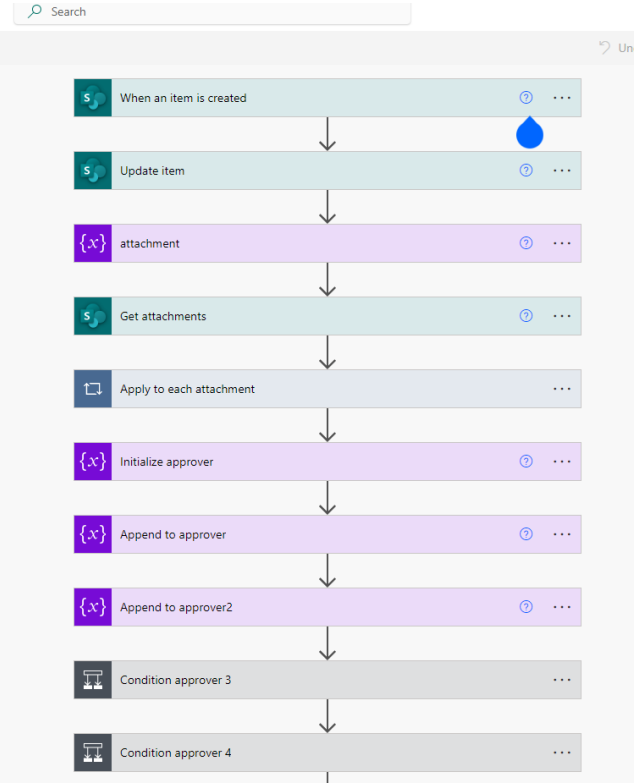 Search
Un
When an item is created
Update item
{x} attachment
Get attachments
Apply to each attachment
{x} Initialize approver
{x} Append to approver
{x} Append to approver2
Condition approver 3
Condition approver 4